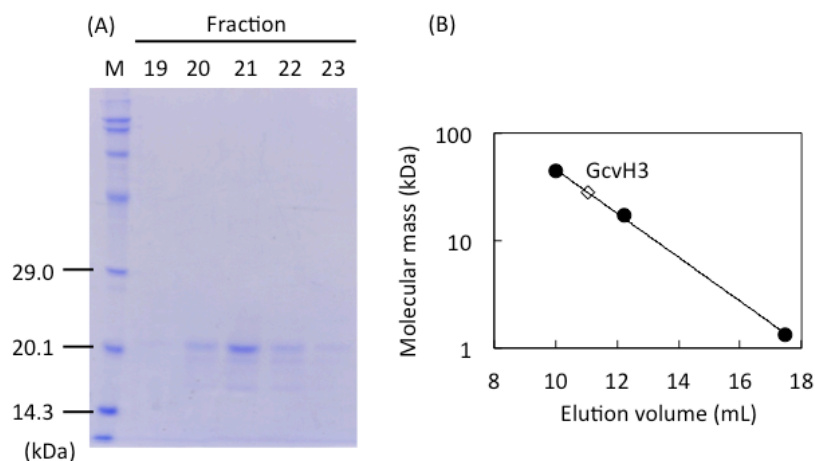 (A)
Fraction
M 19 20 21 22 23
29.0
20.1
14.3
(kDa)
(B)
Molecular mass (kDa)
100
10
1
GcvH3
8 10 12 14 16 18
Elution volume (mL)